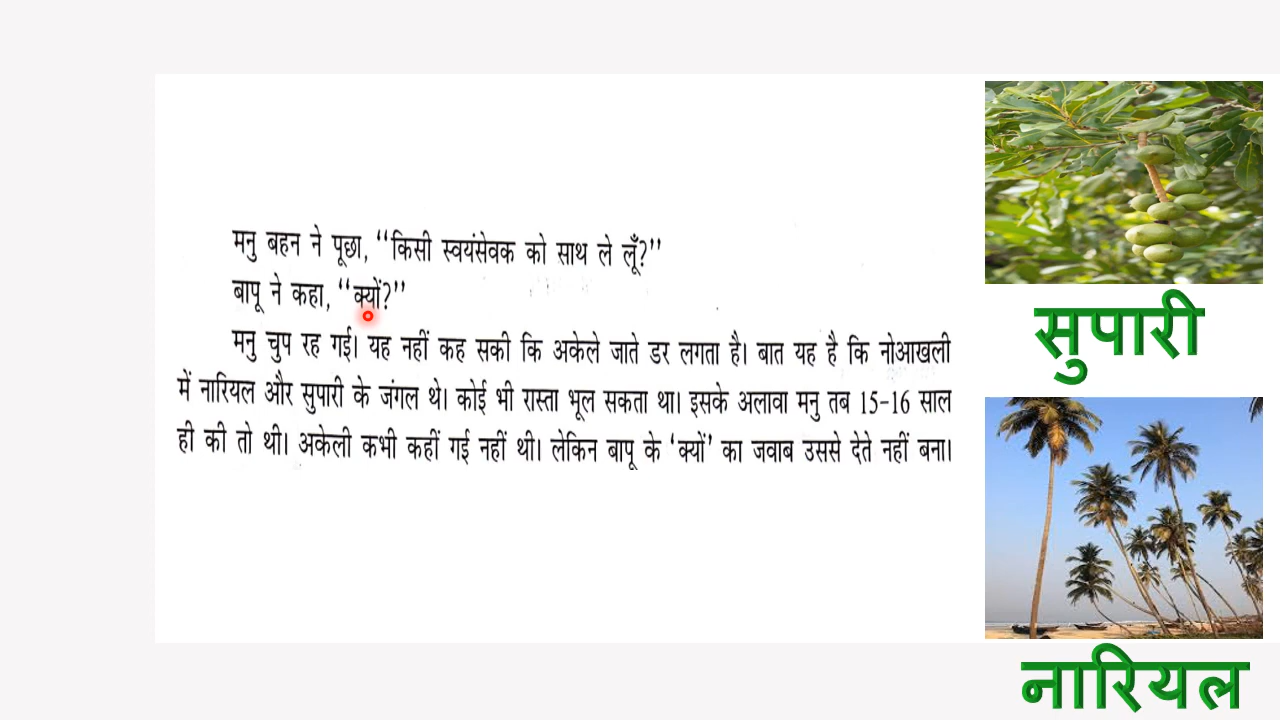 मनु बहन ने पूछा, “किसी स्वयंसेवक को साथ ले लूँ?”
बापू ने कहा, “क्यों?”
मनु चुप रह गई। यह नहीं कह सकी कि अकेले जाते डर लगता है। बात यह है कि नोआखली
में नारियल और सुपारी के जंगल थे। कोई भी रास्ता भूल सकता था। इसके अलावा मनु तब 15-16 साल
ही की तो थी। अकेली कभी कहीं गई नहीं थी। लेकिन बापू के ‘क्यों’ का जवाब उससे देते नहीं बना।
सुपारी
नारियल